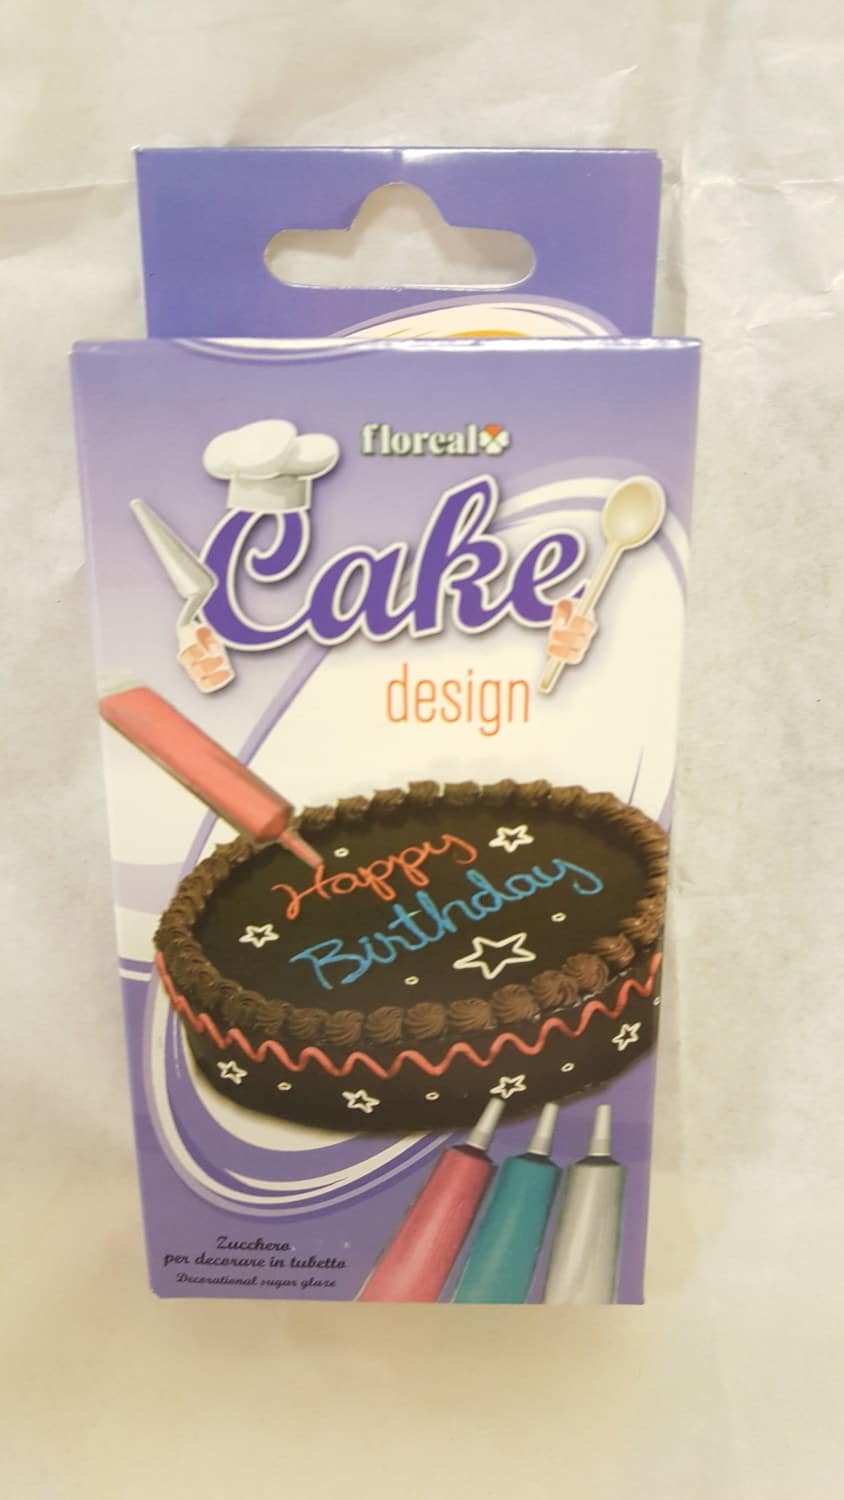 floreal
Cake
design
Happy
Birthday
Zucchero
per decorare in tubetto
Decorational sugar glaze